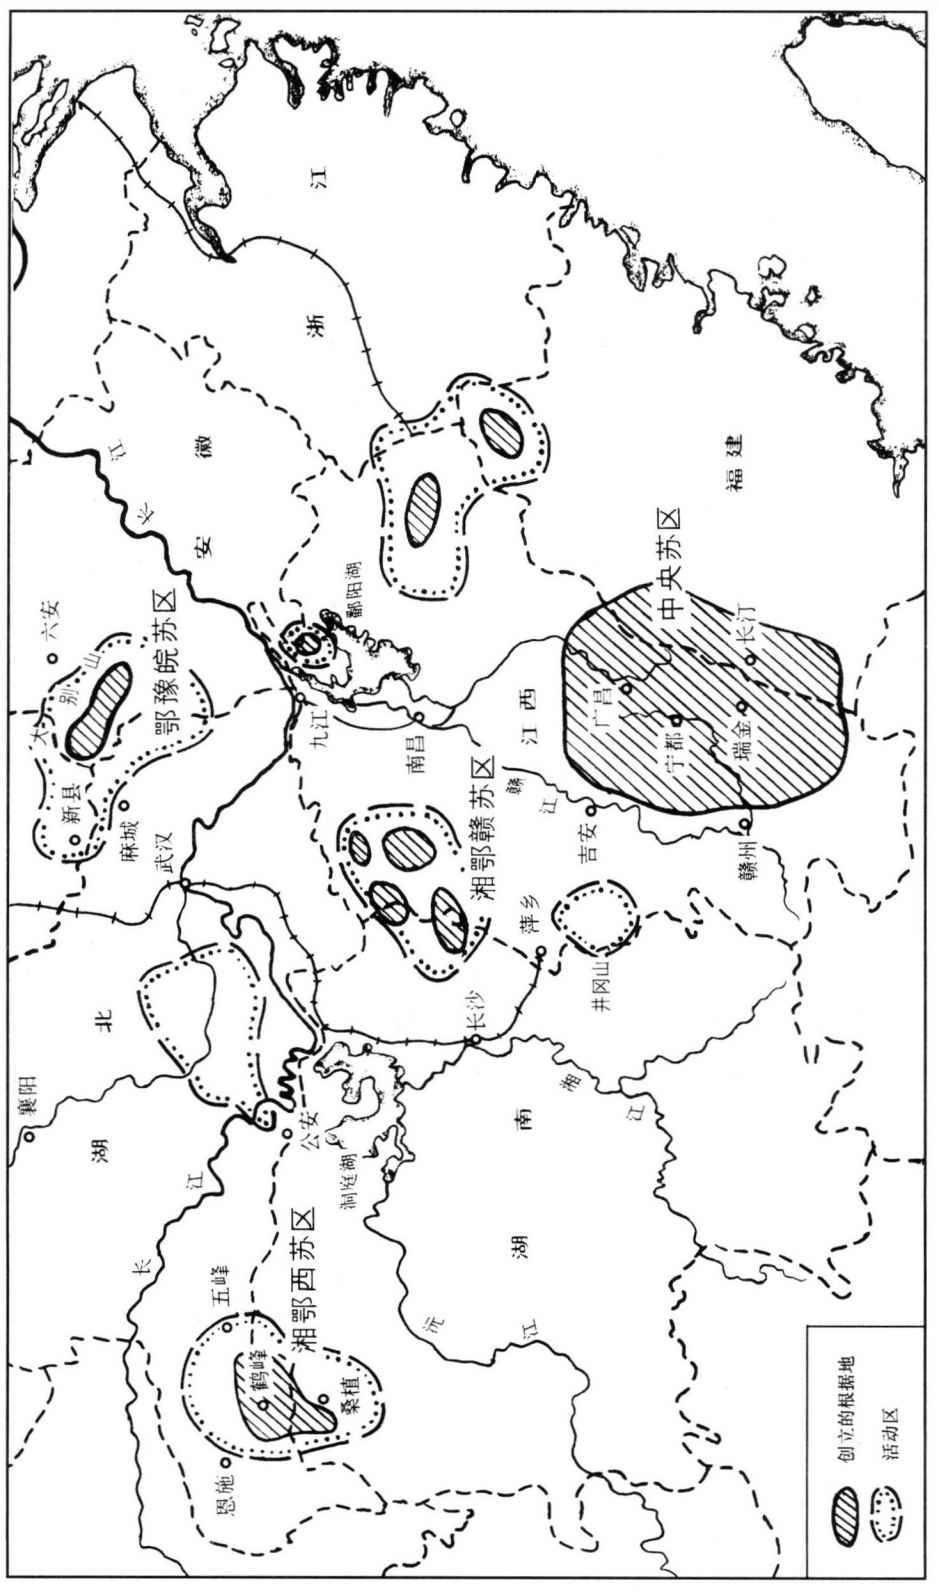 湖北
湖南
江西
安徽
浙江
福建
长江
长江
湘江
沅江
赣江
大别山
井冈山
洞庭湖
鄱阳湖
鄂豫皖苏区
湘鄂西苏区
湘鄂赣苏区
中央苏区
襄阳
恩施
五峰
鹤峰
桑植
公安
武汉
麻城
新县
六安
九江
南昌
长沙
萍乡
吉安
赣州
广昌
宁都
瑞金
长汀
创立的根据地
活动区